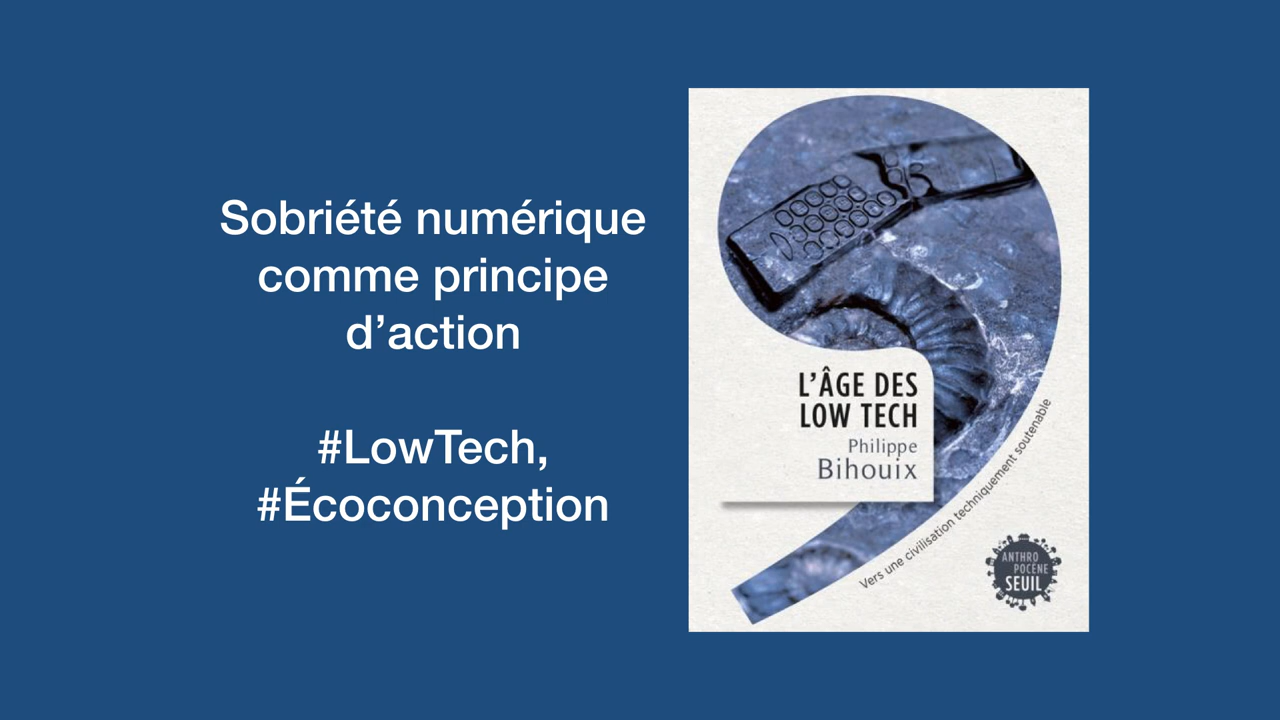 Sobriété numérique
comme principe
d’action
#LowTech,
#Écoconception
L’ÂGE DES
LOW TECH
Philippe
Bihouix
Vers une civilisation techniquement soutenable
ANTHRO
POCÈNE
SEUIL